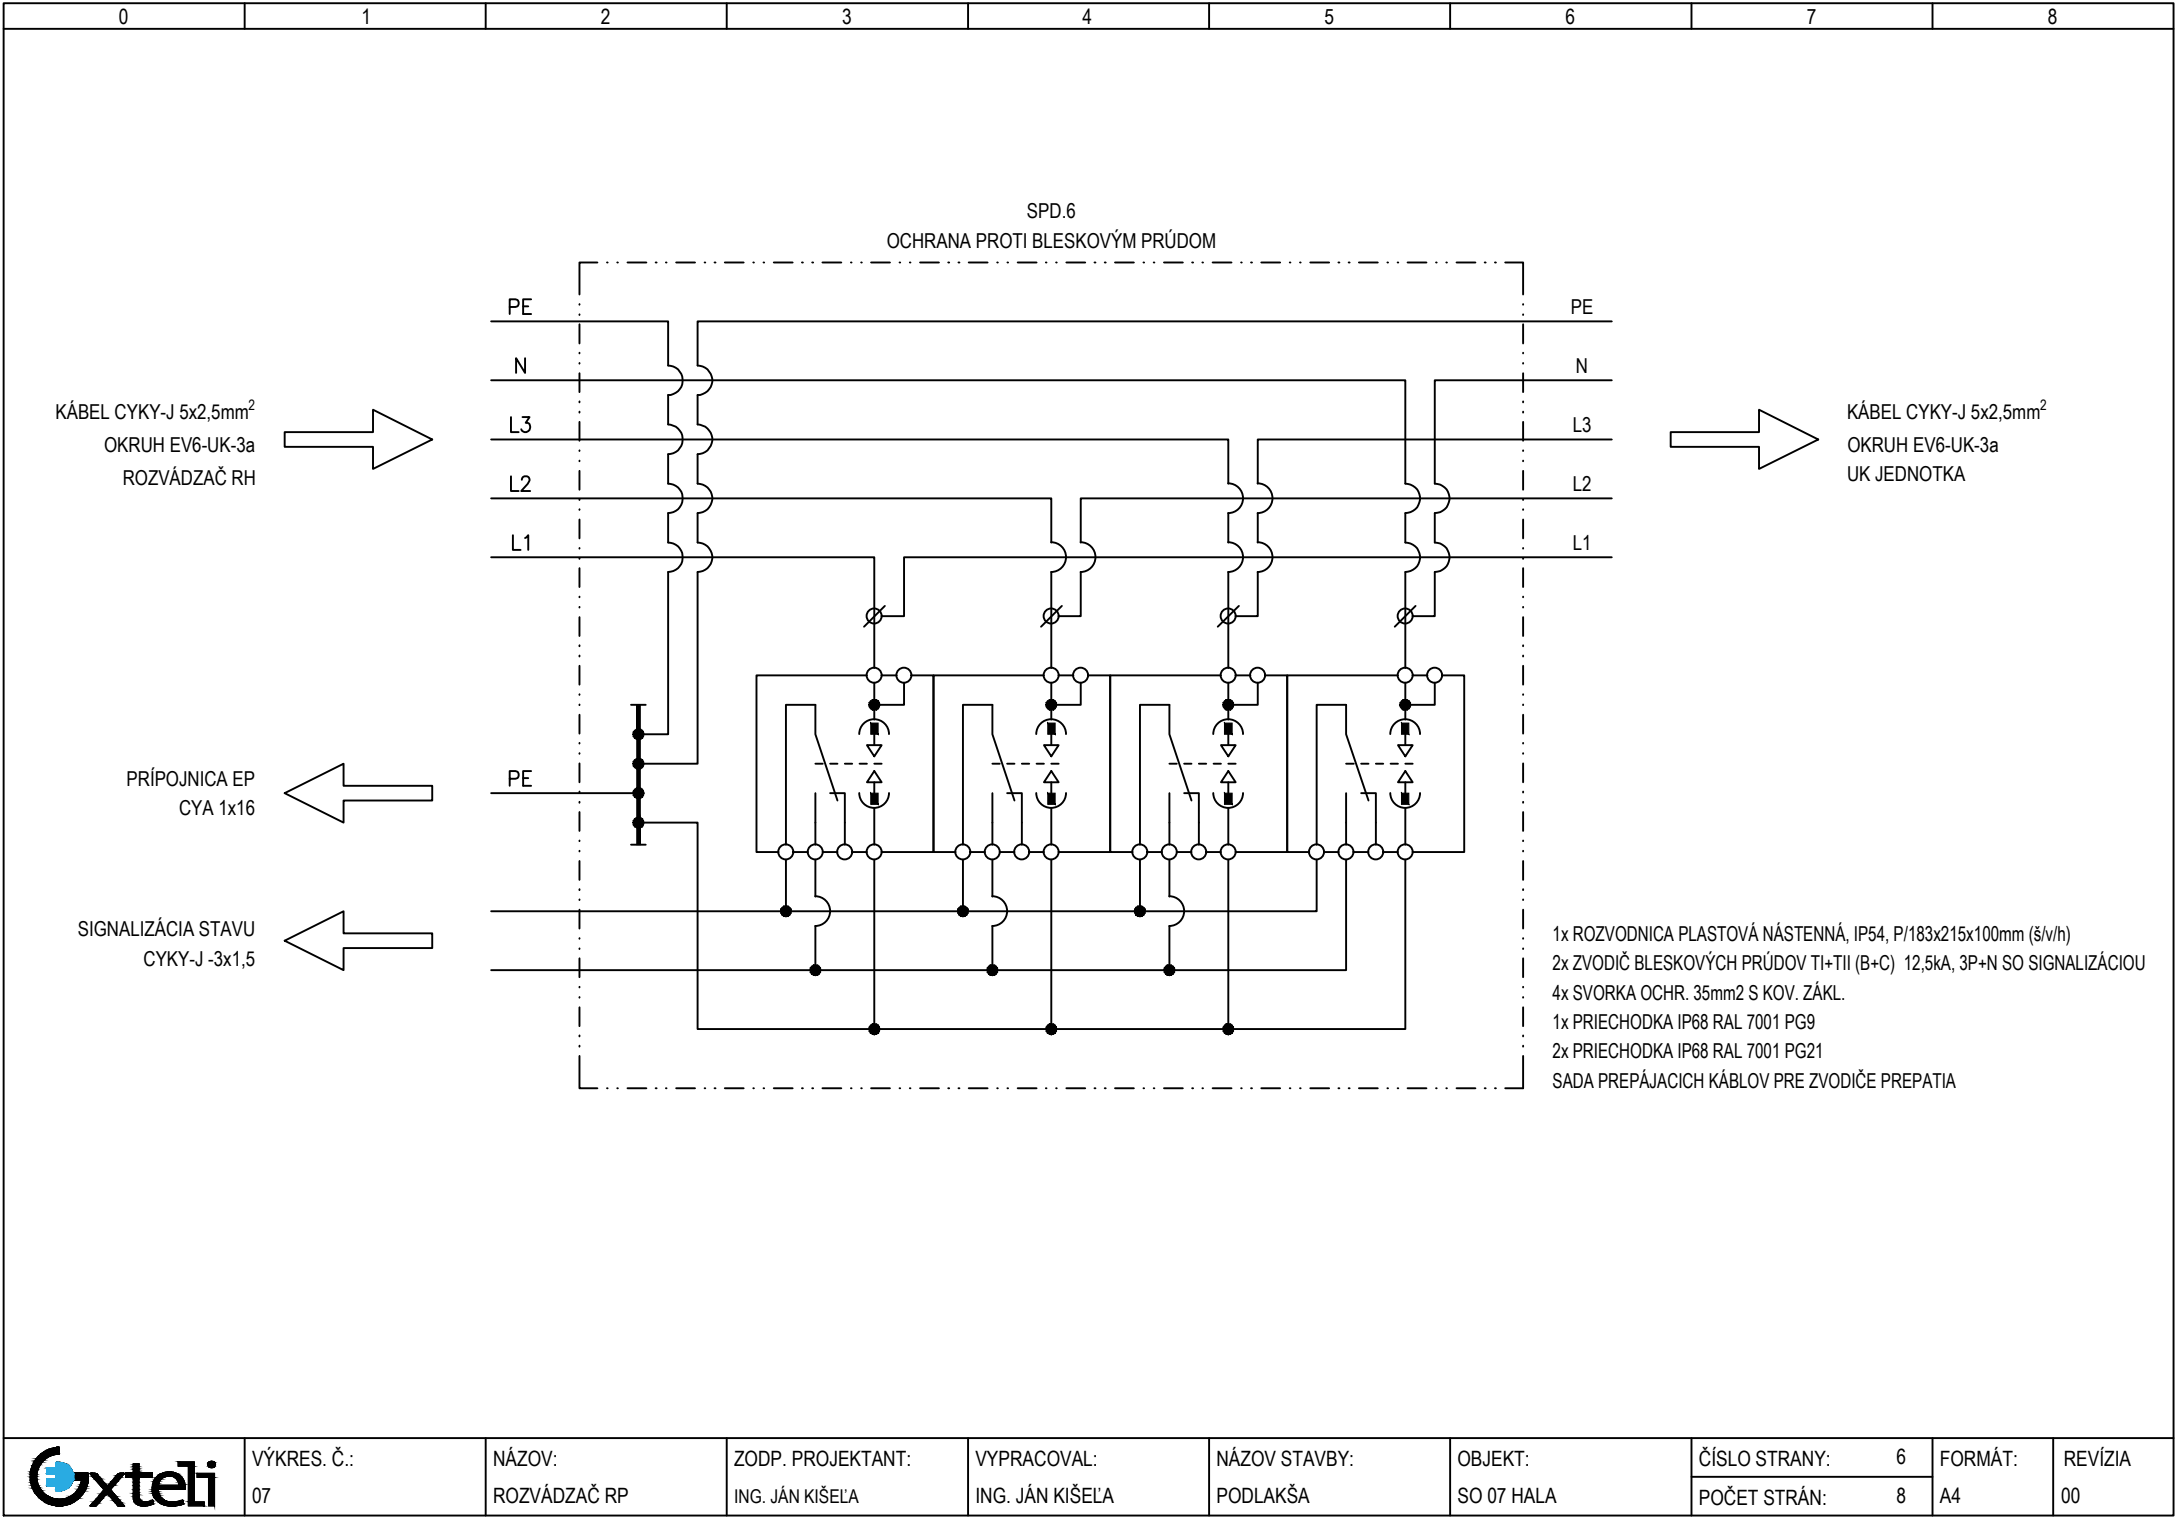 0 1 2 3 4 5 6 7 8
SPD.6
OCHRANA PROTI BLESKOVÝM PRÚDOM
PE PE
N N
L3 L3
L2 L2
L1 L1
KÁBEL CYKY-J 5x2,5mm²
OKRUH EV6-UK-3a
ROZVÁDZAČ RH
KÁBEL CYKY-J 5x2,5mm²
OKRUH EV6-UK-3a
UK JEDNOTKA
PRÍPOJNICA EP
CYA 1x16
PE
SIGNALIZÁCIA STAVU
CYKY-J -3x1,5
1x ROZVODNICA PLASTOVÁ NÁSTENNÁ, IP54, P/183x215x100mm (š/v/h)
2x ZVODIČ BLESKOVÝCH PRÚDOV TI+TII (B+C) 12,5kA, 3P+N SO SIGNALIZÁCIOU
4x SVORKA OCHR. 35mm2 S KOV. ZÁKL.
1x PRIECHODKA IP68 RAL 7001 PG9
2x PRIECHODKA IP68 RAL 7001 PG21
SADA PREPÁJACICH KÁBLOV PRE ZVODIČE PREPATIA
exteli
VÝKRES. Č.:
07
NÁZOV:
ROZVÁDZAČ RP
ZODP. PROJEKTANT:
ING. JÁN KIŠEĽA
VYPRACOVAL:
ING. JÁN KIŠEĽA
NÁZOV STAVBY:
PODLAKŠA
OBJEKT:
SO 07 HALA
ČÍSLO STRANY: 6
POČET STRÁN: 8
FORMÁT:
A4
REVÍZIA
00